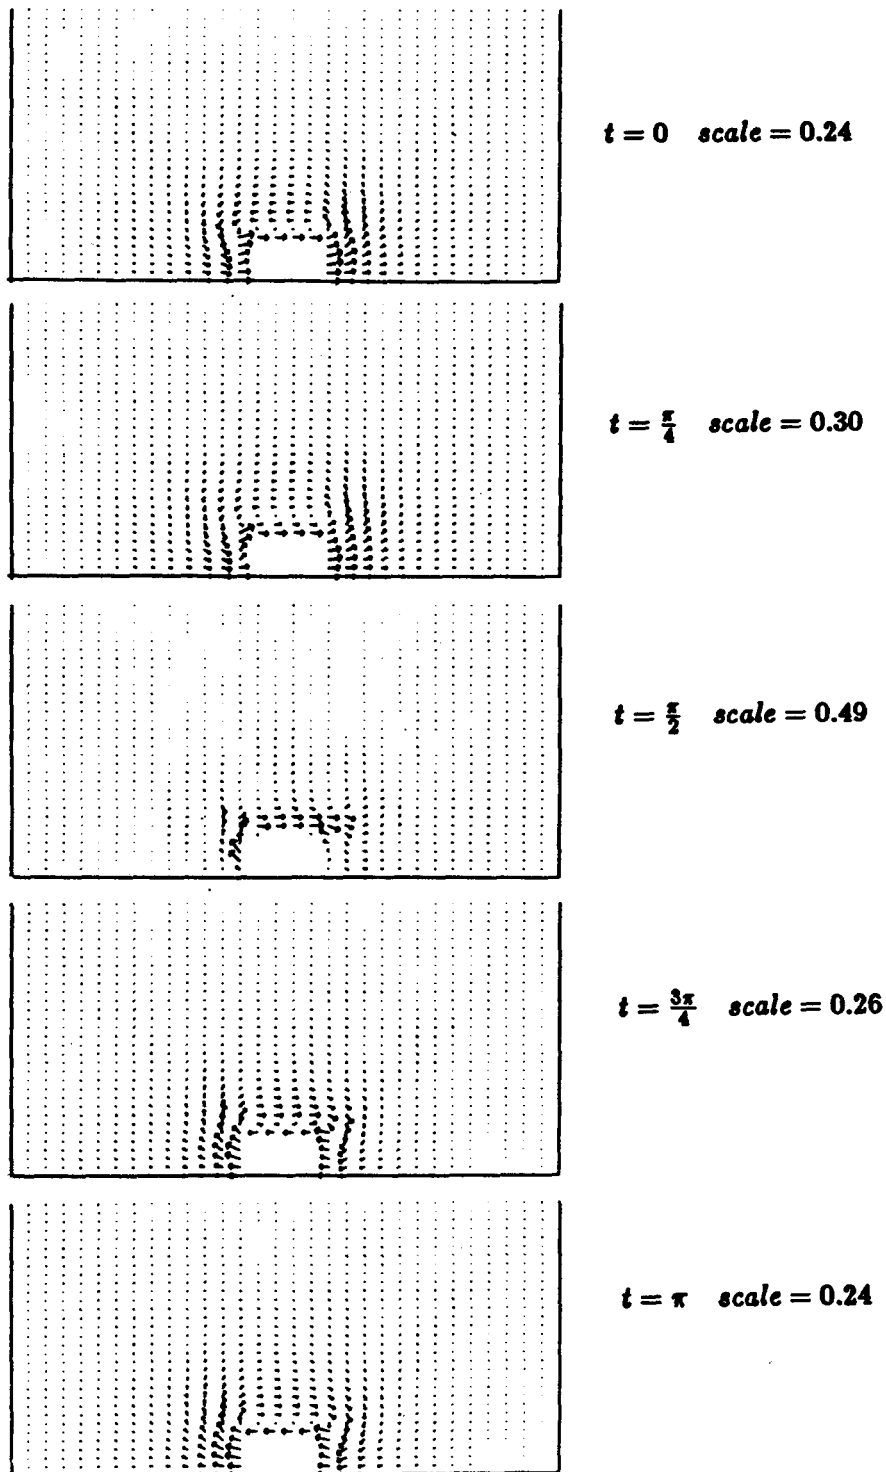 t = 0 scale = 0.24
t = π/4 scale = 0.30
t = π/2 scale = 0.49
t = 3π/4 scale = 0.26
t = π scale = 0.24